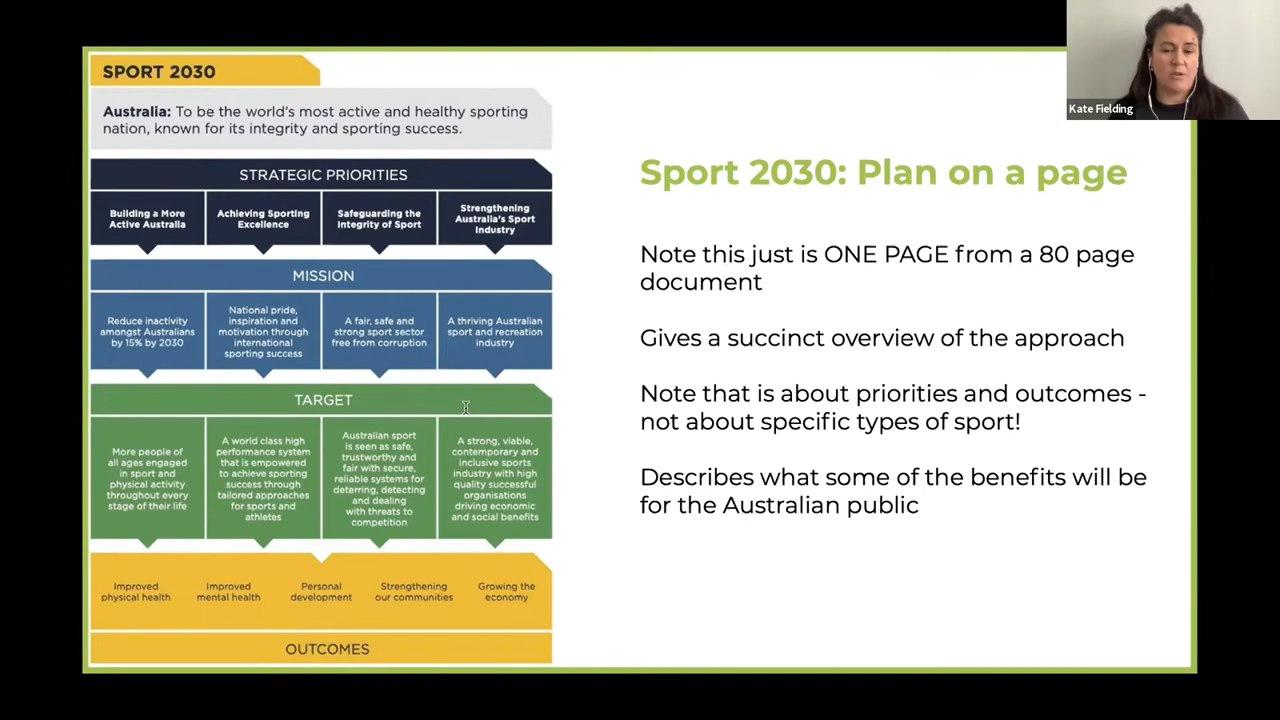 SPORT 2030
Australia: To be the world's most active and healthy sporting
nation, known for its integrity and sporting success.
STRATEGIC PRIORITIES
Building a More
Active Australia
Achieving Sporting
Excellence
Safeguarding the
Integrity of Sport
Strengthening
Australia's Sport
Industry
MISSION
Reduce inactivity
amongst Australians
by 15% by 2030
National pride,
inspiration and
motivation through
international
sporting success
A fair, safe and
strong sport sector
free from corruption
A thriving Australian
sport and recreation
industry
TARGET
More people of
all ages engaged
in sport and
physical activity
throughout every
stage of their life
A world class high
performance system
that is empowered
to achieve sporting
success through
tailored approaches
for sports and
athletes
Australian sport
is seen as safe,
trustworthy and
fair with secure,
reliable systems for
deterring, detecting
and dealing
with threats to
competition
A strong, viable,
contemporary and
inclusive sports
industry with high
quality successful
organisations
driving economic
and social benefits
Improved
physical health
Improved
mental health
Personal
development
Strengthening
our communities
Growing the
economy
OUTCOMES
Kate Fielding
Sport 2030: Plan on a page
Note this just is ONE PAGE from a 80 page
document
Gives a succinct overview of the approach
Note that is about priorities and outcomes -
not about specific types of sport!
Describes what some of the benefits will be
for the Australian public